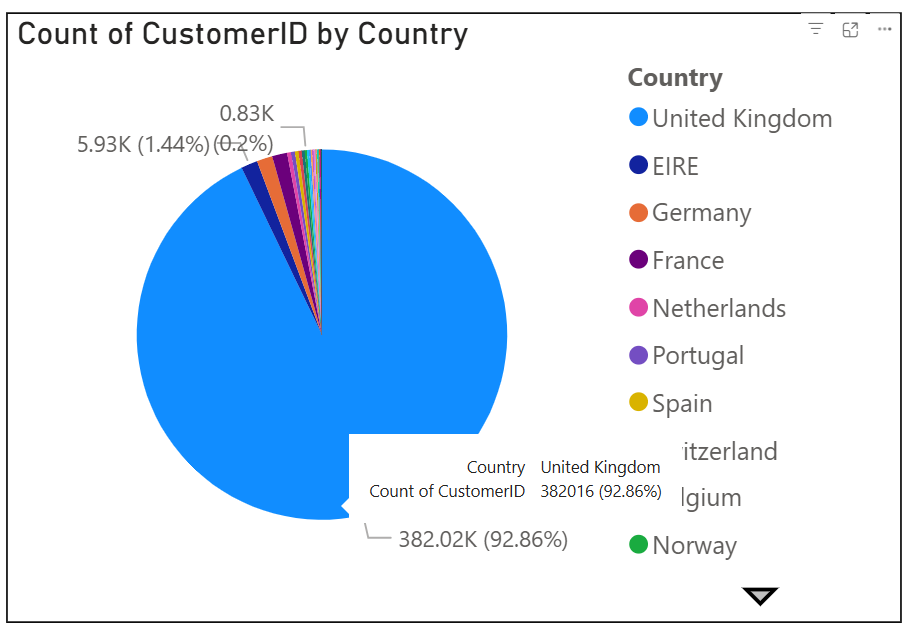 Count of CustomerID by Country
0.83K
(0.2%)
5.93K (1.44%)
Country
United Kingdom
EIRE
Germany
France
Netherlands
Portugal
Spain
itzerland
lgium
Norway
Country United Kingdom
Count of CustomerID 382016 (92.86%)
382.02K (92.86%)